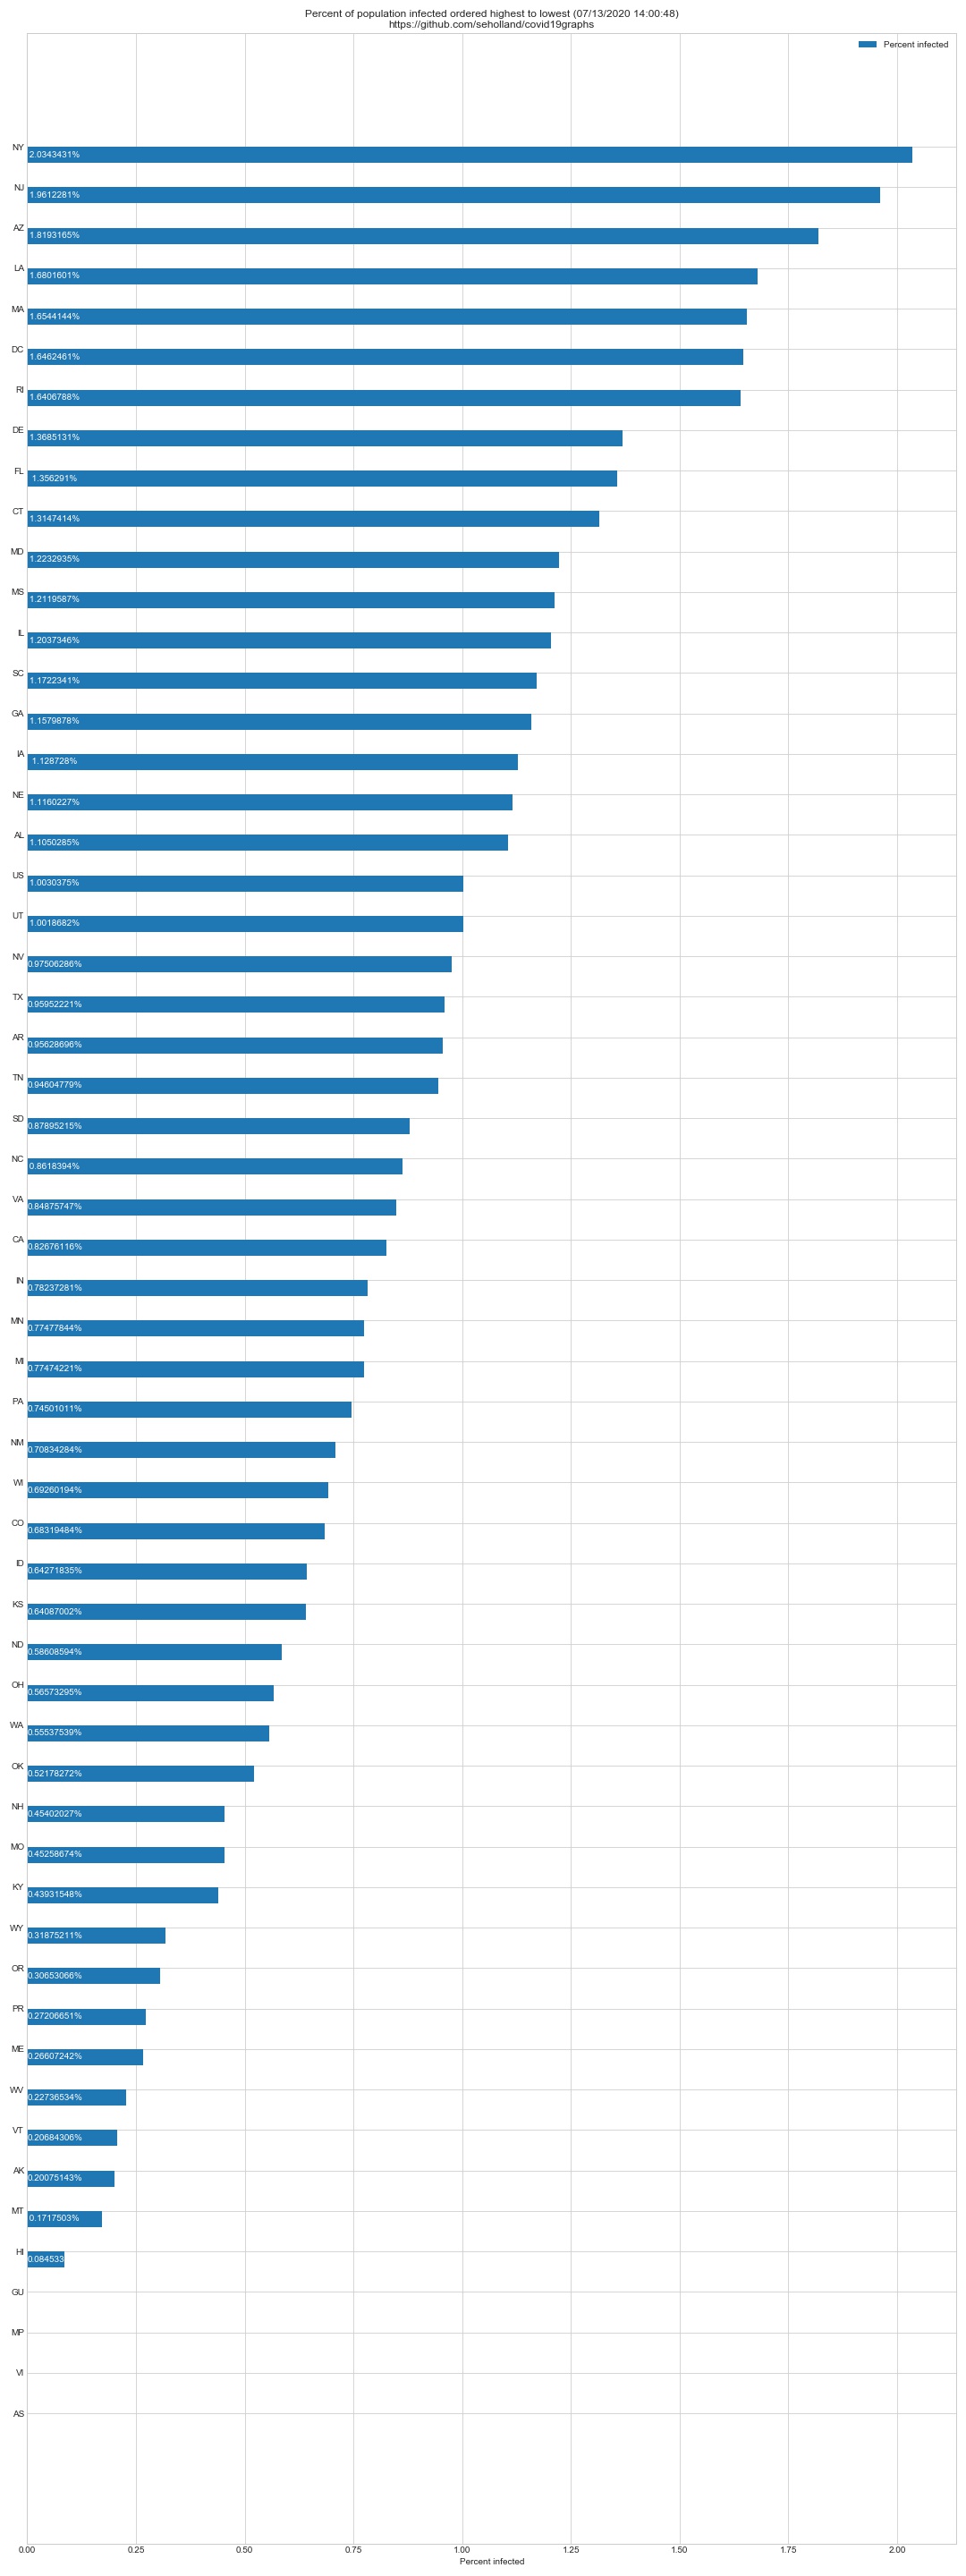 Percent of population infected ordered highest to lowest (07/13/2020 14:00:48)
https://github.com/seholland/covid19graphs
Percent infected
NY 2.0343431%
NJ 1.9612281%
AZ 1.8193165%
LA 1.6801601%
MA 1.6544144%
DC 1.6462461%
RI 1.6406788%
DE 1.3685131%
FL 1.356291%
CT 1.3147414%
MD 1.2232935%
MS 1.2119587%
IL 1.2037346%
SC 1.1722341%
GA 1.1579878%
IA 1.128728%
NE 1.1160227%
AL 1.1050285%
US 1.0030375%
UT 1.0018682%
NV 0.97506286%
TX 0.95952221%
AR 0.95628696%
TN 0.94604779%
SD 0.87895215%
NC 0.8618394%
VA 0.84875747%
CA 0.82676116%
IN 0.78237281%
MN 0.77477844%
MI 0.77474221%
PA 0.74501011%
NM 0.70834284%
WI 0.69260194%
CO 0.68319484%
ID 0.64271835%
KS 0.64087002%
ND 0.58608594%
OH 0.56573295%
WA 0.55537539%
OK 0.52178272%
NH 0.45402027%
MO 0.45258674%
KY 0.43931548%
WY 0.31875211%
OR 0.30653066%
PR 0.27206651%
ME 0.26607242%
WV 0.22736534%
VT 0.20684306%
AK 0.20075143%
MT 0.1717503%
HI 0.084533
GU
MP
VI
AS
0.00 0.25 0.50 0.75 1.00 1.25 1.50 1.75 2.00
Percent infected